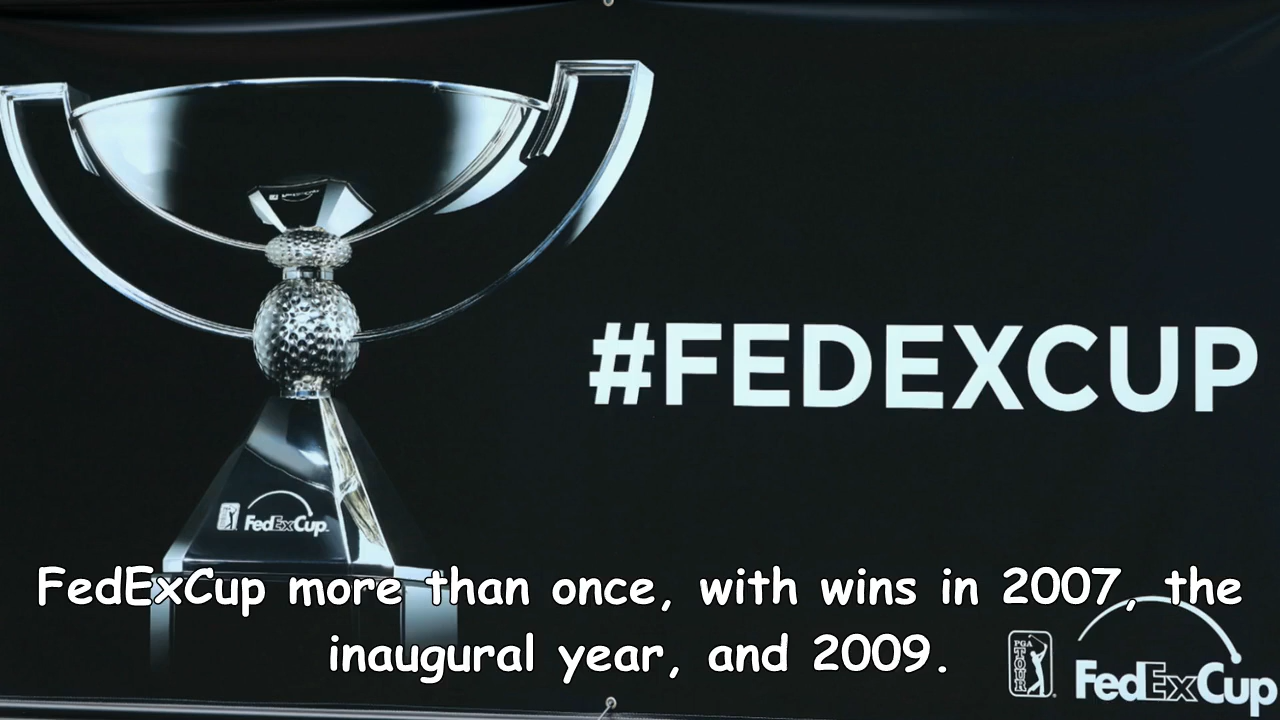 #FEDEXCUP
FedExCup
FedExCup more than once, with wins in 2007, the
inaugural year, and 2009.
PGA
TOUR
FedExCup